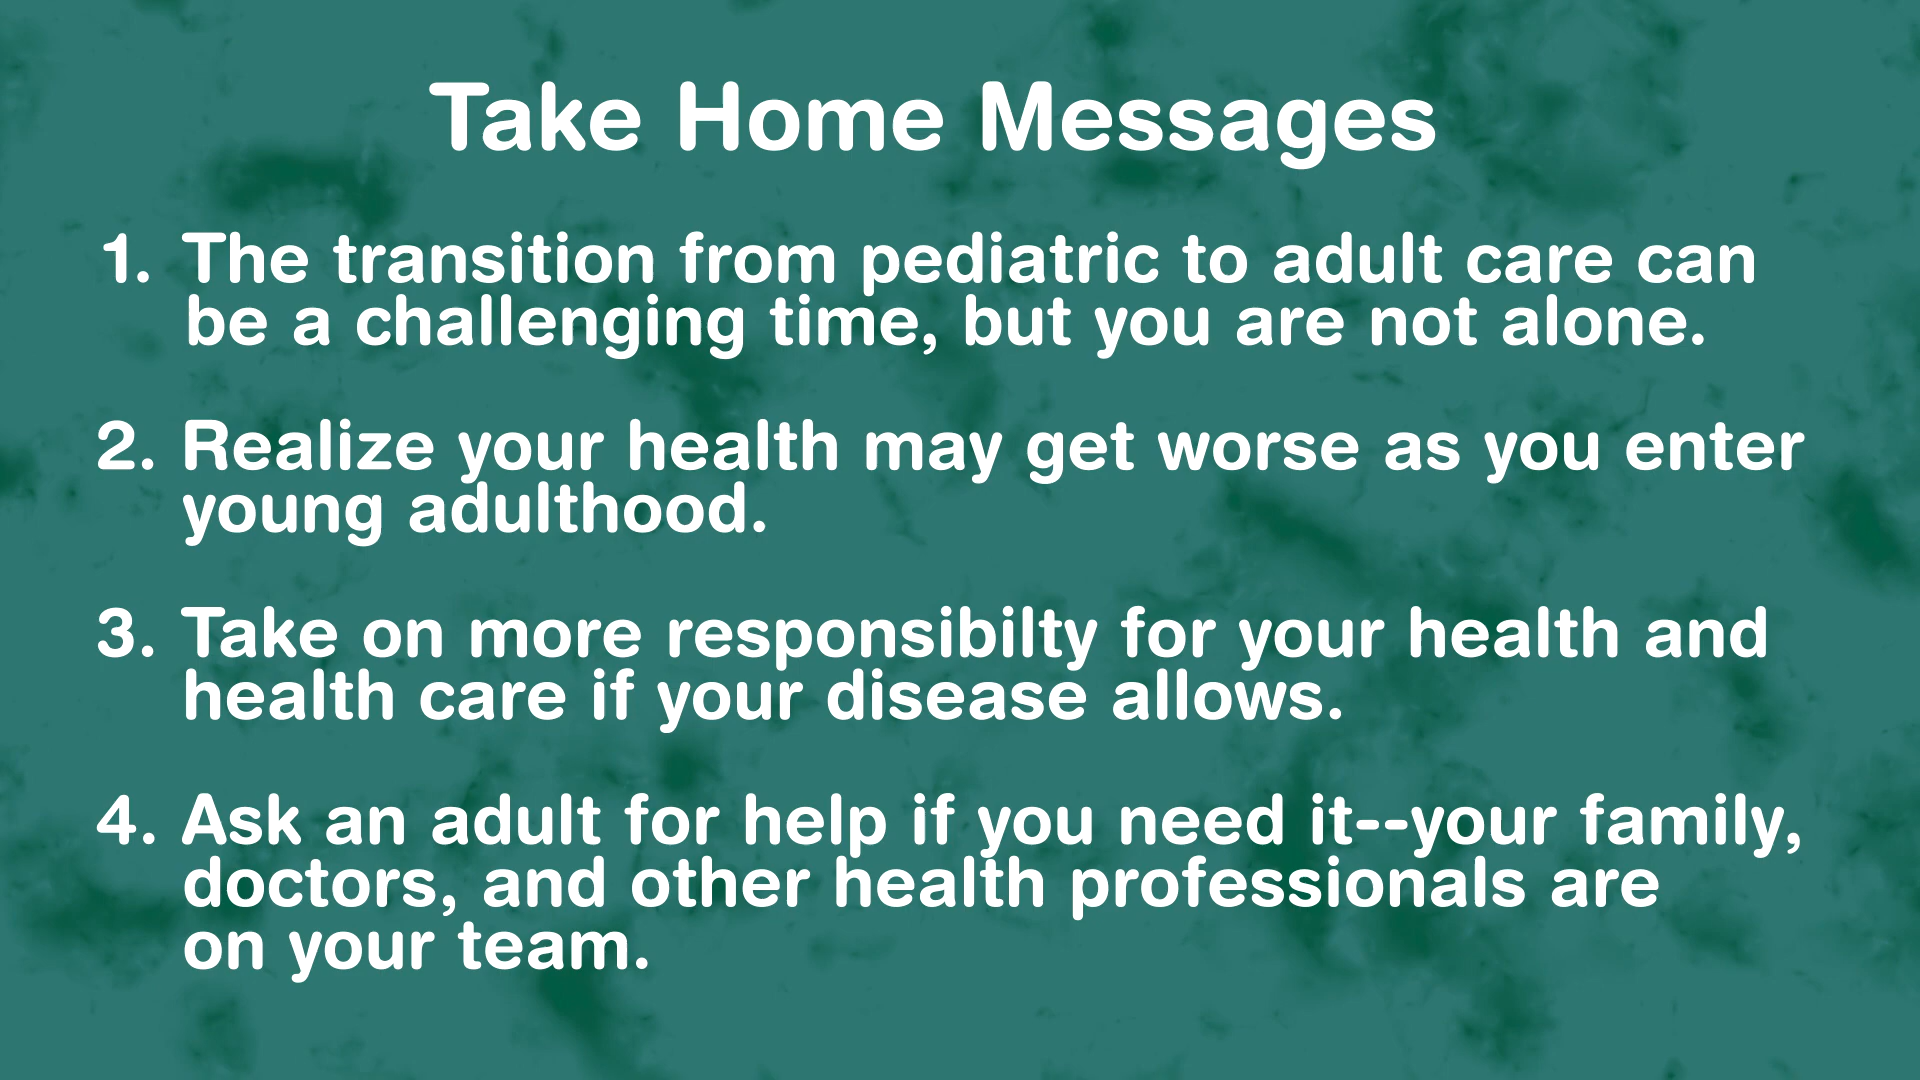 Take Home Messages
1. The transition from pediatric to adult care can
be a challenging time, but you are not alone.
2. Realize your health may get worse as you enter
young adulthood.
3. Take on more responsibilty for your health and
health care if your disease allows.
4. Ask an adult for help if you need it--your family,
doctors, and other health professionals are
on your team.